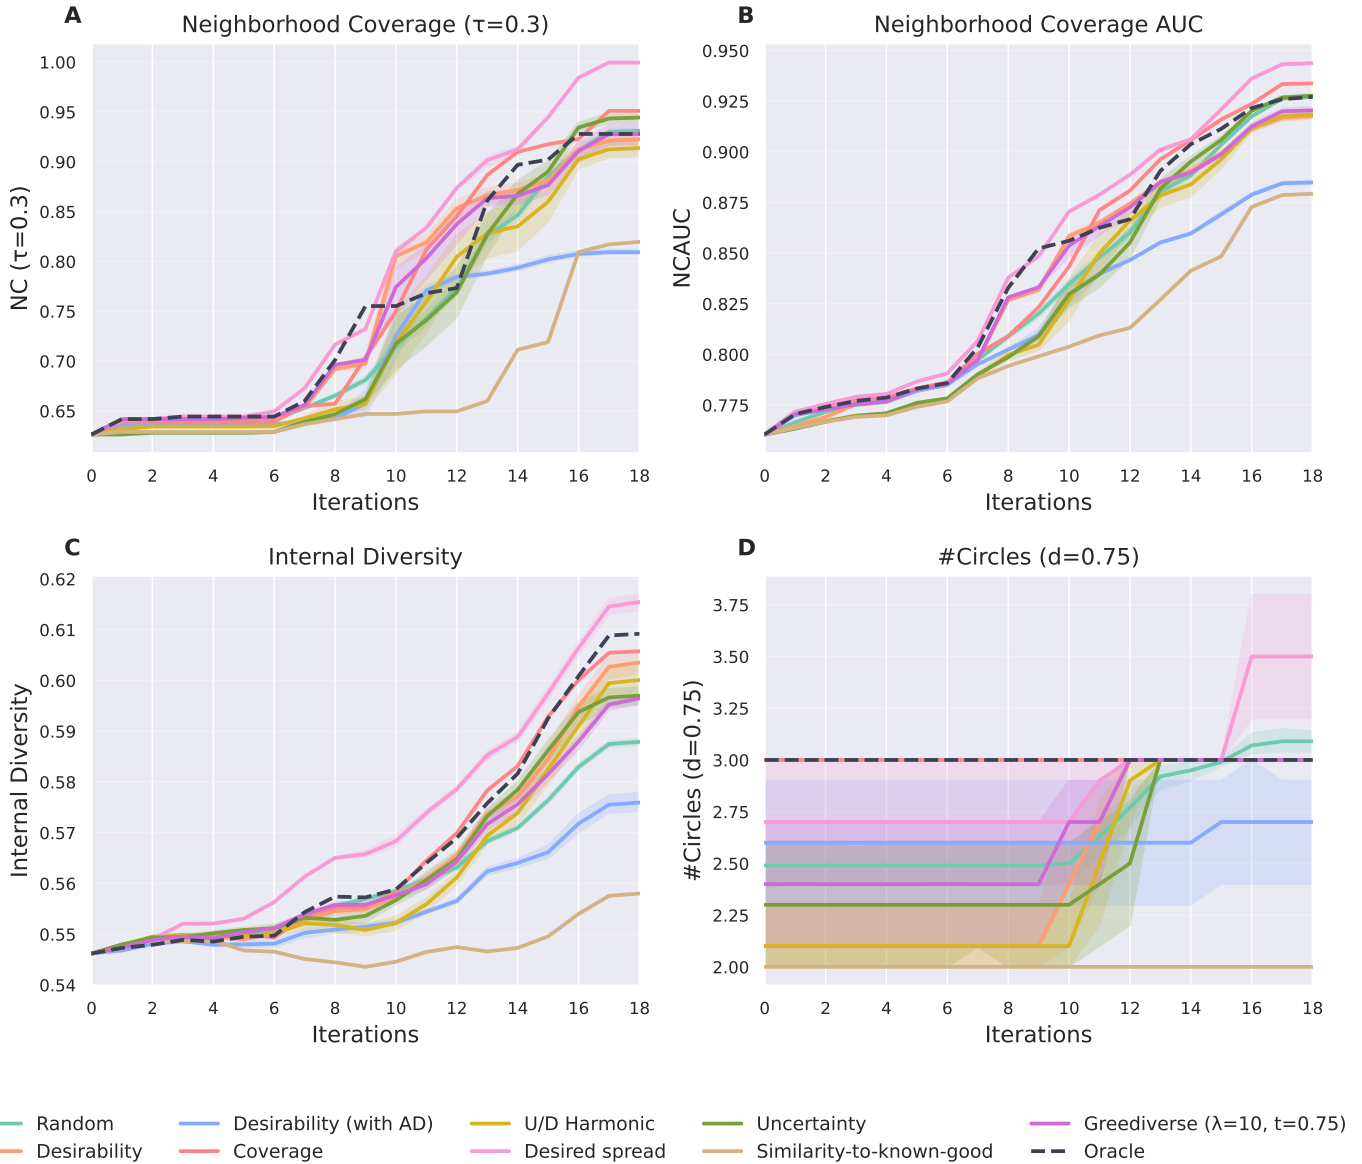 A
Neighborhood Coverage (τ=0.3)
NC (τ=0.3)
1.00
0.95
0.90
0.85
0.80
0.75
0.70
0.65
0 2 4 6 8 10 12 14 16 18
Iterations
B
Neighborhood Coverage AUC
NCAUC
0.950
0.925
0.900
0.875
0.850
0.825
0.800
0.775
0 2 4 6 8 10 12 14 16 18
Iterations
C
Internal Diversity
Internal Diversity
0.62
0.61
0.60
0.59
0.58
0.57
0.56
0.55
0.54
0 2 4 6 8 10 12 14 16 18
Iterations
D
#Circles (d=0.75)
#Circles (d=0.75)
3.75
3.50
3.25
3.00
2.75
2.50
2.25
2.00
0 2 4 6 8 10 12 14 16 18
Iterations
Random Desirability (with AD) U/D Harmonic Uncertainty Greediverse (λ=10, t=0.75)
Desirability Coverage Desired spread Similarity-to-known-good Oracle